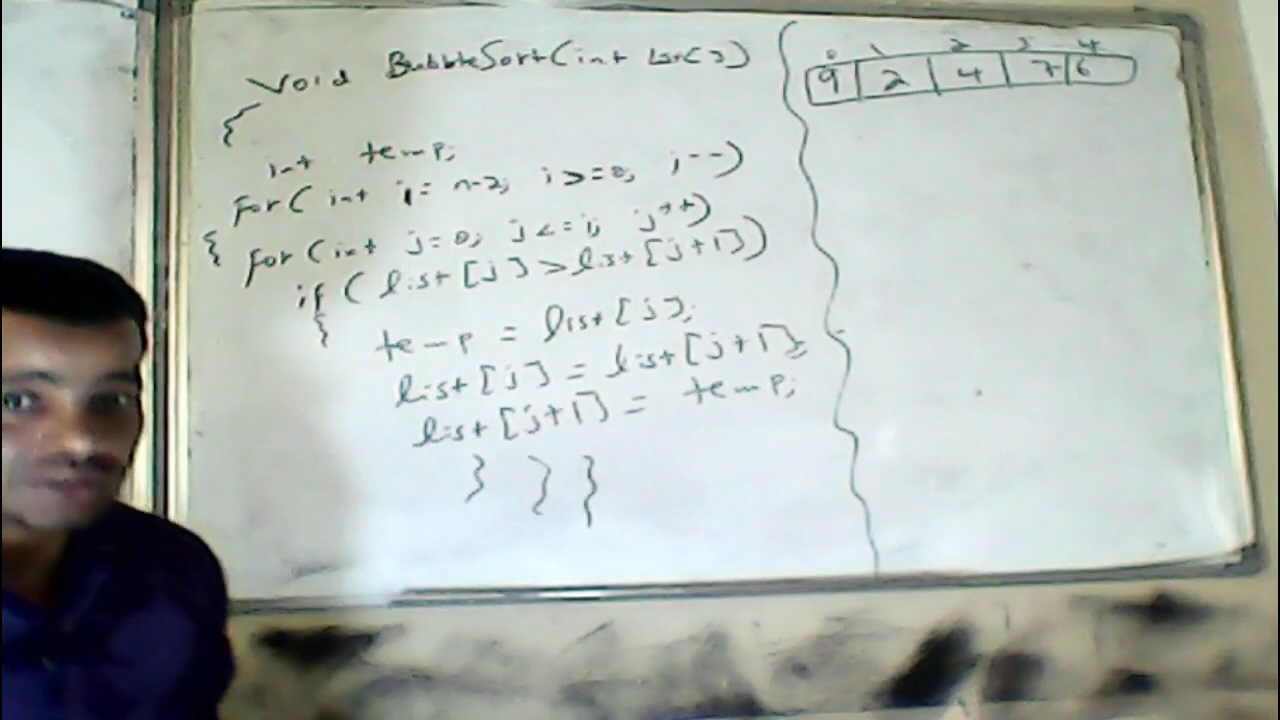 Void BubbleSort(int list[])
{
int temp;
for( int i= n-2; i>=0; i--)
{ for(int j=0; j<=i; j++)
if ( list [j] > list [j+1])
{ temp = list [j];
list [j] = list [j+1];
list [j+1] = temp;
} } }
0 1 2 3 4
9 2 4 7 6